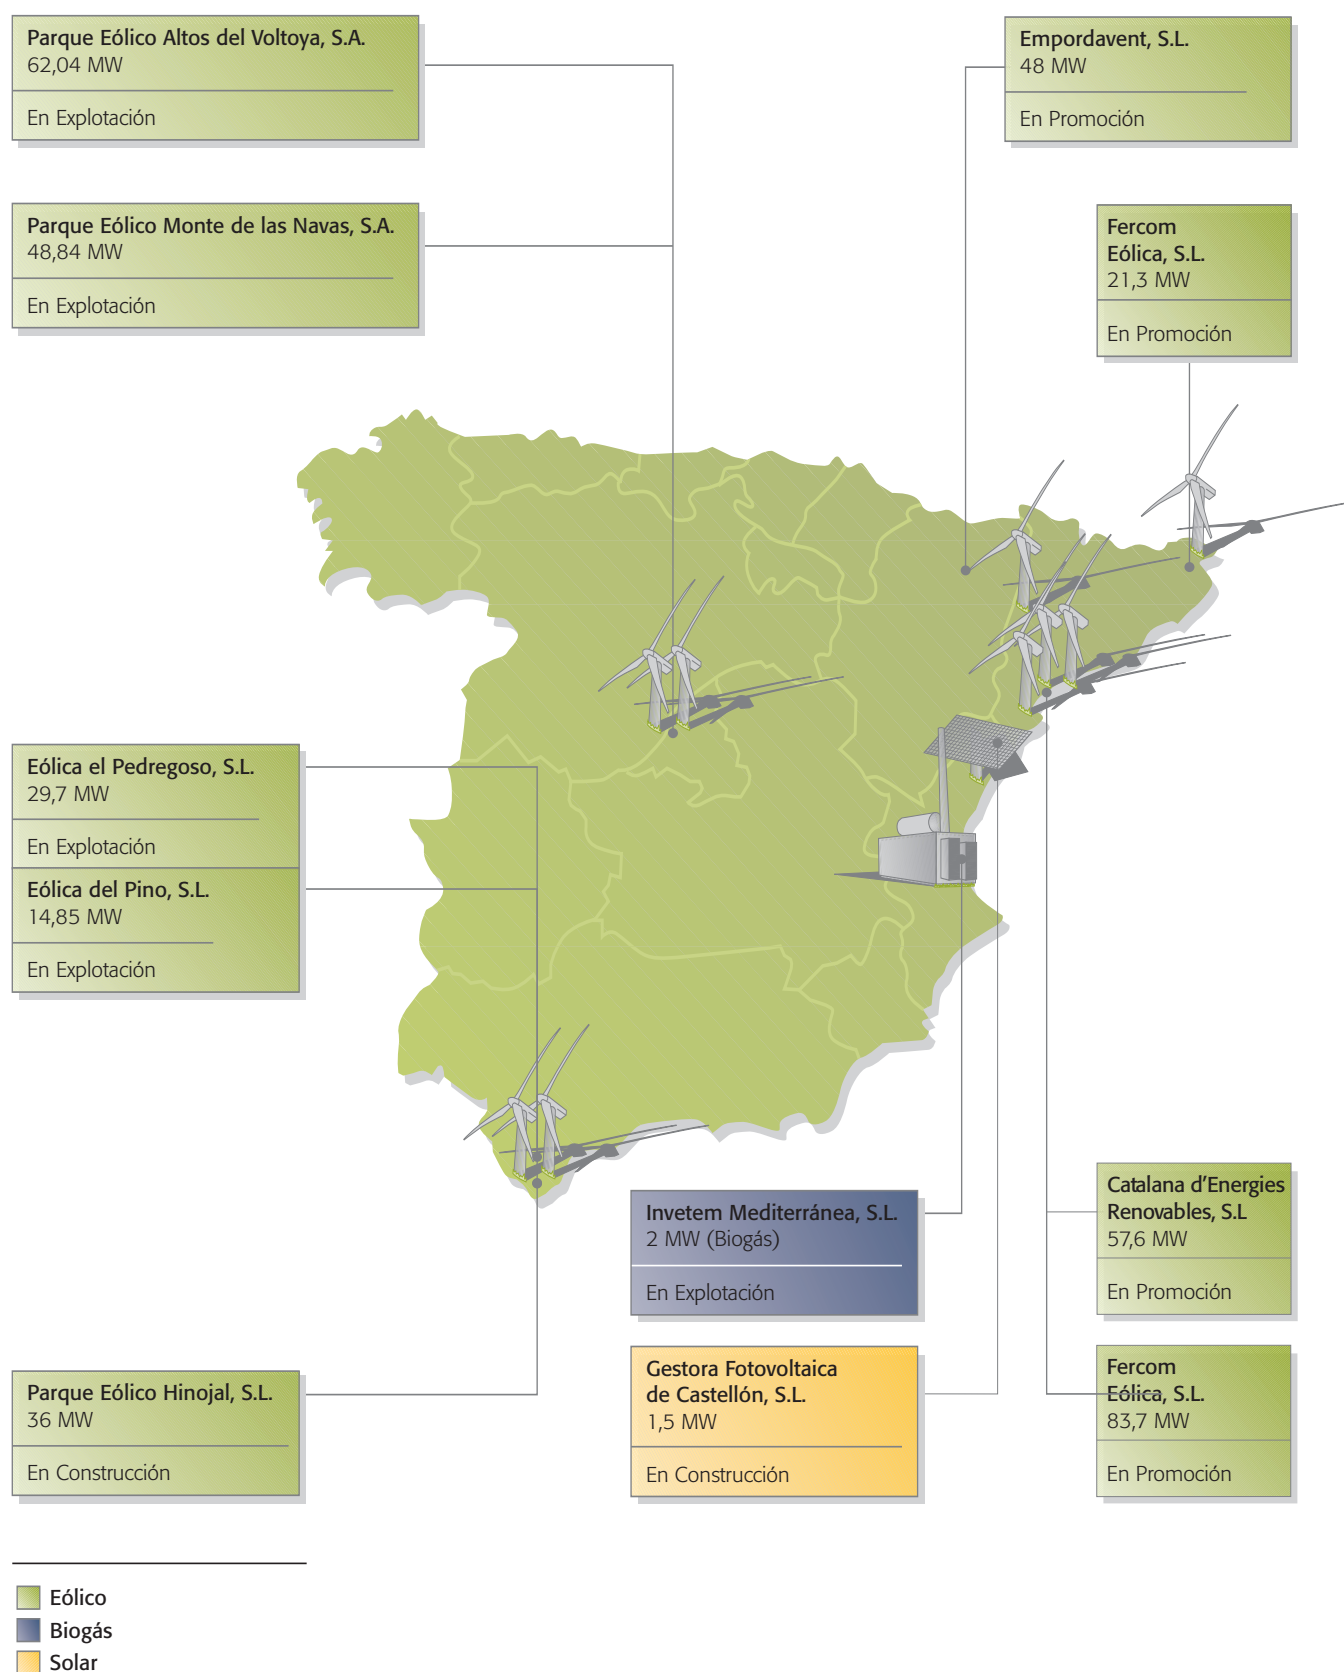 Parque Eólico Altos del Voltoya, S.A.
62,04 MW
En Explotación
Parque Eólico Monte de las Navas, S.A.
48,84 MW
En Explotación
Empordavent, S.L.
48 MW
En Promoción
Fercom
Eólica, S.L.
21,3 MW
En Promoción
Eólica el Pedregoso, S.L.
29,7 MW
En Explotación
Eólica del Pino, S.L.
14,85 MW
En Explotación
Parque Eólico Hinojal, S.L.
36 MW
En Construcción
Invetem Mediterránea, S.L.
2 MW (Biogás)
En Explotación
Gestora Fotovoltaica
de Castellón, S.L.
1,5 MW
En Construcción
Catalana d'Energies
Renovables, S.L
57,6 MW
En Promoción
Fercom
Eólica, S.L.
83,7 MW
En Promoción
Eólico
Biogás
Solar